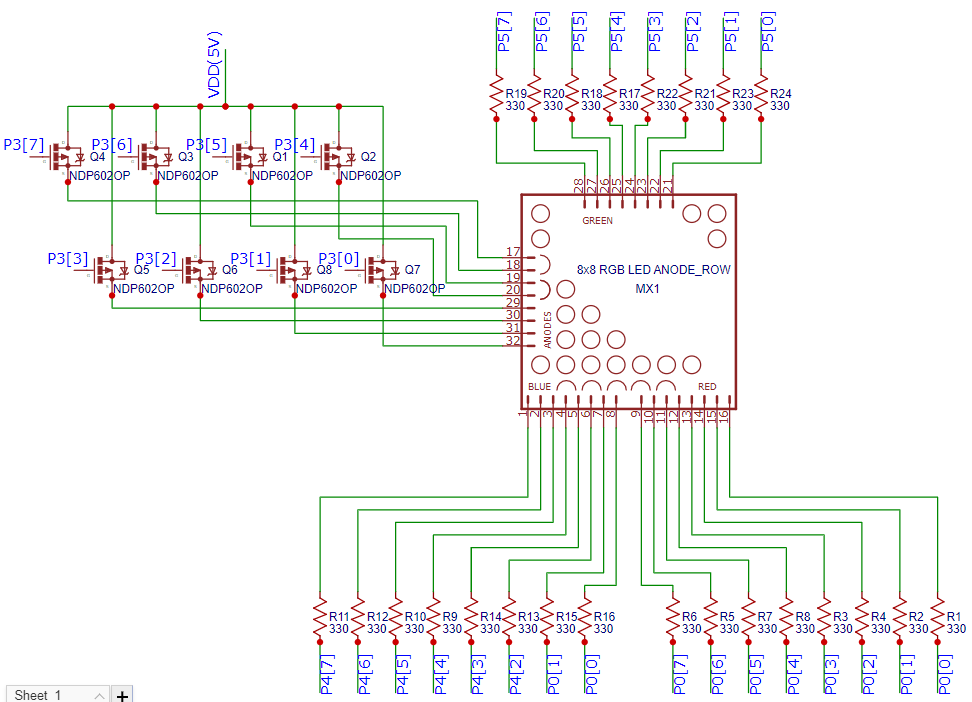 P5[7] P5[6] P5[5] P5[4] P5[3] P5[2] P5[1] P5[0]
VDD(5V)
R19 R20 R18 R17 R22 R21 R23 R24
330 330 330 330 330 330 330 330
P3[7] P3[6] P3[5] P3[4]
Q4 Q3 Q1 Q2
NDP602OP NDP602OP NDP602OP NDP602OP
28 27 26 25 24 23 22 21
GREEN
P3[3] P3[2] P3[1] P3[0]
Q5 Q6 Q8 Q7
NDP602OP NDP602OP NDP602OP NDP602OP
17
18
19
20
29
30
31
32
8x8 RGB LED ANODE_ROW
MX1
ANODES
BLUE RED
1 2 3 4 5 6 7 8 9 10 11 12 13 14 15 16
R11 R12 R10 R9 R14 R13 R15 R16 R6 R5 R7 R8 R3 R4 R2 R1
330 330 330 330 330 330 330 330 330 330 330 330 330 330 330 330
P4[7] P4[6] P4[5] P4[4] P4[3] P4[2] P0[1] P0[0] P0[7] P0[6] P0[5] P0[4] P0[3] P0[2] P0[1] P0[0]
Sheet 1